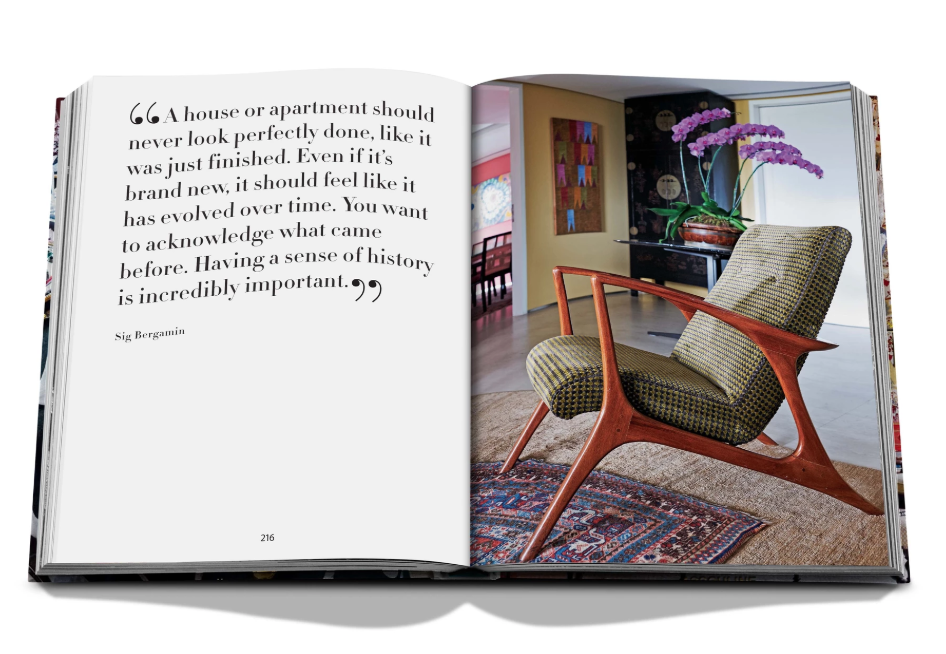 “A house or apartment should
never look perfectly done, like it
was just finished. Even if it’s
brand new, it should feel like it
has evolved over time. You want
to acknowledge what came
before. Having a sense of history
is incredibly important.”
Sig Bergamin
216